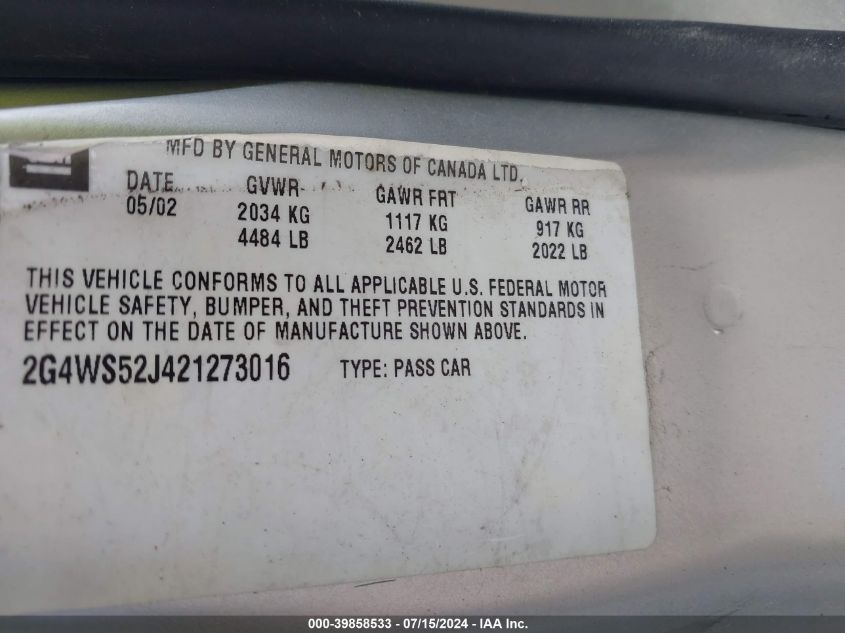 MFD BY GENERAL MOTORS OF CANADA LTD.
DATE GVWR GAWR FRT GAWR RR
05/02 2034 KG 1117 KG 917 KG
4484 LB 2462 LB 2022 LB
THIS VEHICLE CONFORMS TO ALL APPLICABLE U.S. FEDERAL MOTOR
VEHICLE SAFETY, BUMPER, AND THEFT PREVENTION STANDARDS IN
EFFECT ON THE DATE OF MANUFACTURE SHOWN ABOVE.
2G4WS52J421273016 TYPE: PASS CAR
000-39858533 / 07/15/2024 - IAA Inc.